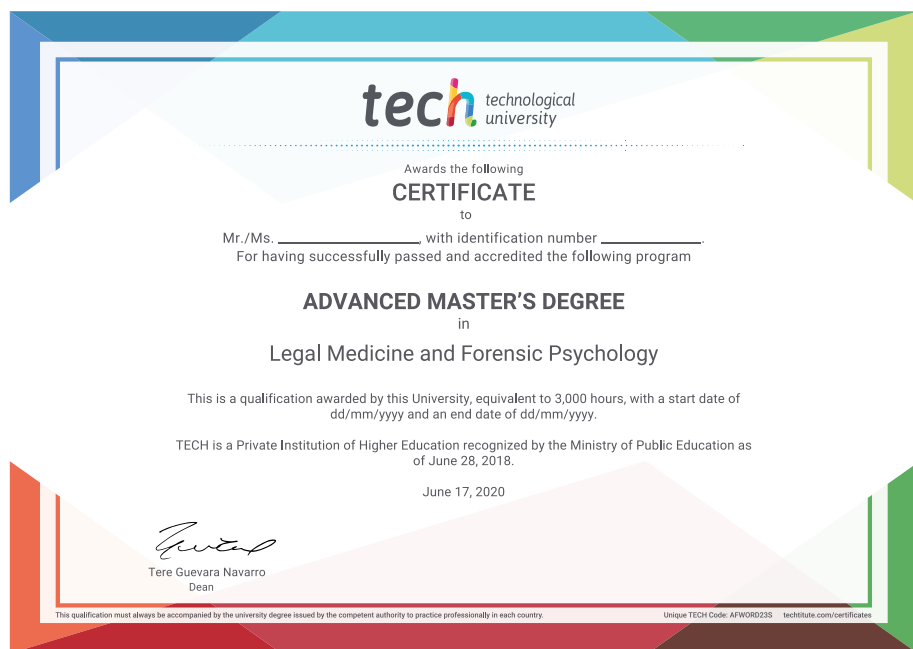 tech technological
university
Awards the following
CERTIFICATE
to
Mr./Ms. ____________________, with identification number ______________.
For having successfully passed and accredited the following program
ADVANCED MASTER'S DEGREE
in
Legal Medicine and Forensic Psychology
This is a qualification awarded by this University, equivalent to 3,000 hours, with a start date of
dd/mm/yyyy and an end date of dd/mm/yyyy.
TECH is a Private Institution of Higher Education recognized by the Ministry of Public Education as
of June 28, 2018.
June 17, 2020
Tere Guevara Navarro
Dean
This qualification must always be accompanied by the university degree issued by the competent authority to practice professionally in each country. Unique TECH Code: AFWORD23S techtitute.com/certificates